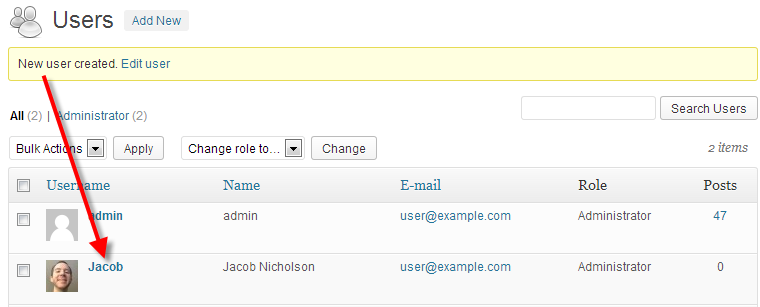 Users Add New
New user created. Edit user
All (2) | Administrator (2)
Search Users
Bulk Actions Apply Change role to... Change 2 items
Username Name E-mail Role Posts
admin admin user@example.com Administrator 47
Jacob Jacob Nicholson user@example.com Administrator 0